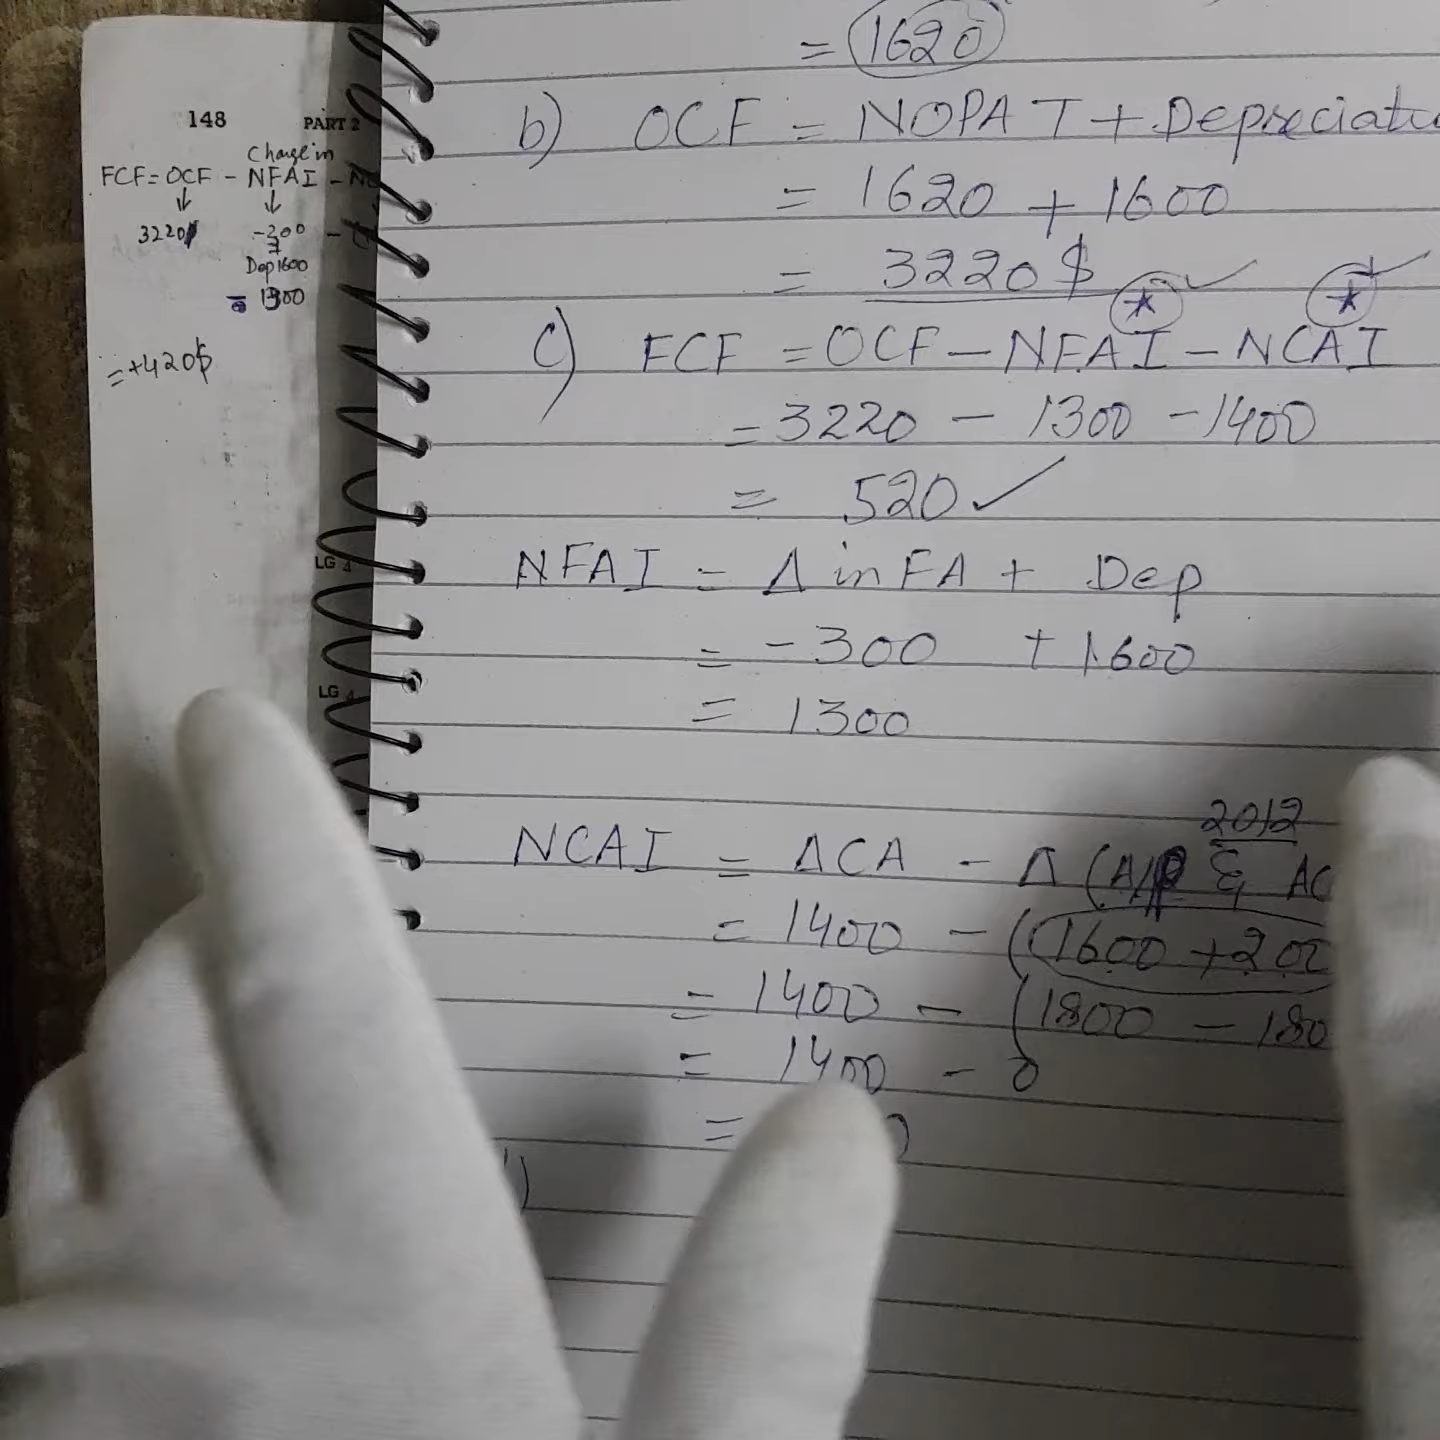 148 PART 2
Change in
FCF = OCF - NFAI -
3220 -200 -
Dep 1600
= 1300
= +420$
LG 4
LG 4
= 1620
b) OCF = NOPAT + Depreciatio
= 1620 + 1600
= 3220$
c) FCF = OCF - NFAI - NCAI
= 3220 - 1300 - 1400
= 520 ✓
NFAI = Δ in FA + Dep
= -300 + 1600
= 1300
2012
NCAI = ΔCA - Δ (A/P & AC
= 1400 - ((1600 + 200
= 1400 - (1800 - 180
= 1400 - 0
=